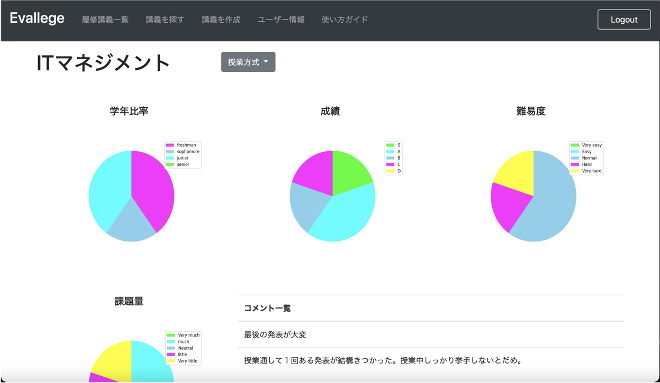 Evallege 履修講義一覧 講義を探す 講義を作成 ユーザー情報 使い方ガイド Logout
ITマネジメント 授業方式
学年比率 成績 難易度
freshman
sophomore
junior
senior
S
A
B
C
D
Very easy
Easy
Normal
Hard
Very hard
課題量
Very much
much
Neutral
little
Very little
コメント一覧
最後の発表が大変
授業通して１回ある発表が結構きつかった。授業中しっかり挙手しないとだめ。